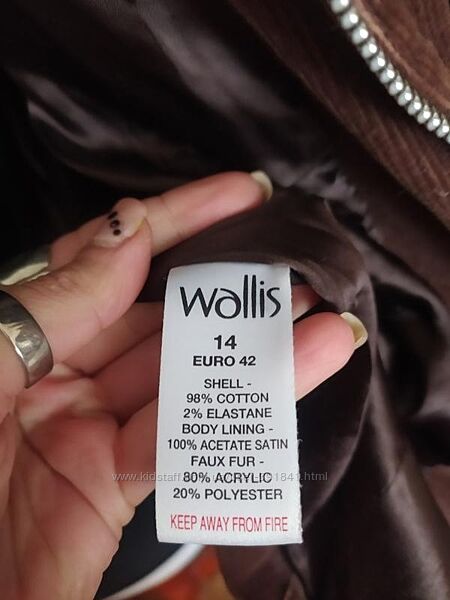 wallis
14
EURO 42
SHELL -
98% COTTON
2% ELASTANE
BODY LINING -
100% ACETATE SATIN
FAUX FUR -
80% ACRYLIC
20% POLYESTER
KEEP AWAY FROM FIRE